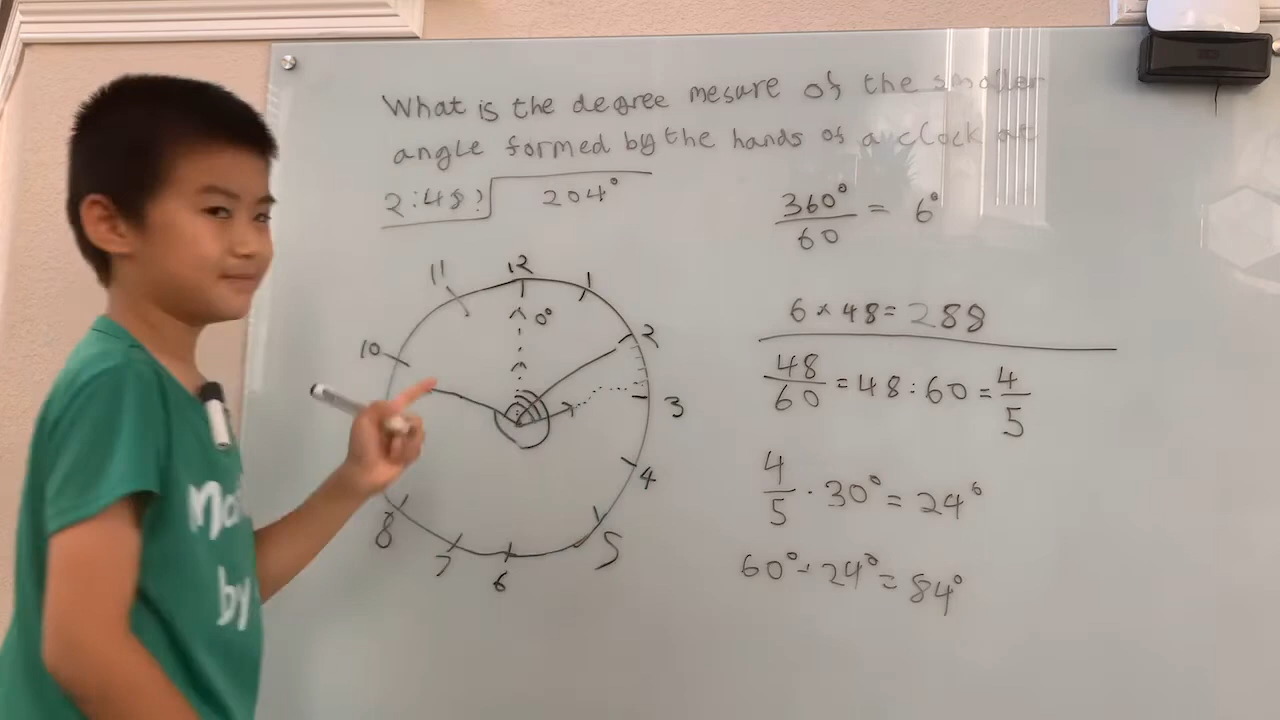 What is the degree mesure of the smaller
angle formed by the hands of a clock at
2:48? 204°
360°/60 = 6°
6 × 48 = 288
48/60 = 48 : 60 = 4/5
4/5 · 30° = 24°
60° + 24° = 84°
12
11
1
0°
10
2
3
4
8
5
7
6
by